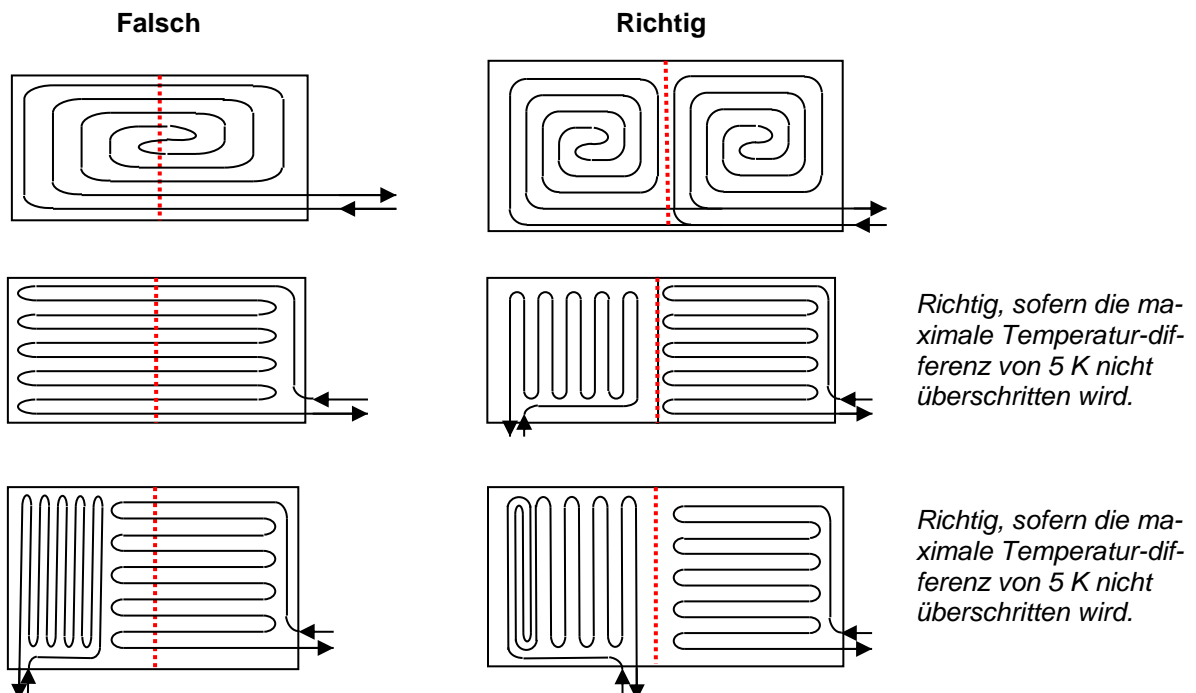 Falsch
Richtig
Richtig, sofern die ma-
ximale Temperatur-dif-
ferenz von 5 K nicht
überschritten wird.
Richtig, sofern die ma-
ximale Temperatur-dif-
ferenz von 5 K nicht
überschritten wird.